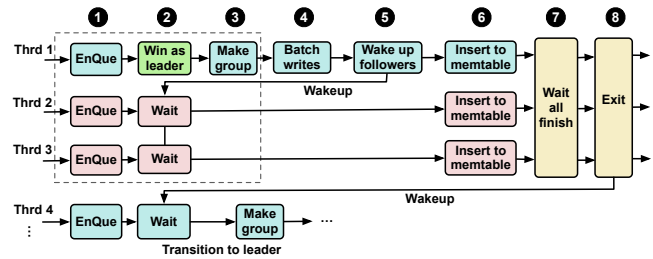 1 2 3 4 5 6 7 8
Thrd 1
EnQue
Win as
leader
Make
group
Batch
writes
Wake up
followers
Insert to
memtable
Wait
all
finish
Exit
Wakeup
Thrd 2
EnQue
Wait
Insert to
memtable
Thrd 3
EnQue
Wait
Insert to
memtable
Wakeup
Thrd 4
EnQue
Wait
Make
group
...
⋮
Transition to leader